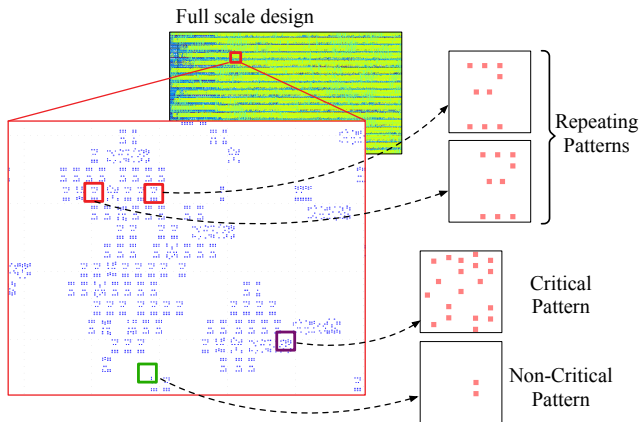 Full scale design
Repeating
Patterns
Critical
Pattern
Non-Critical
Pattern